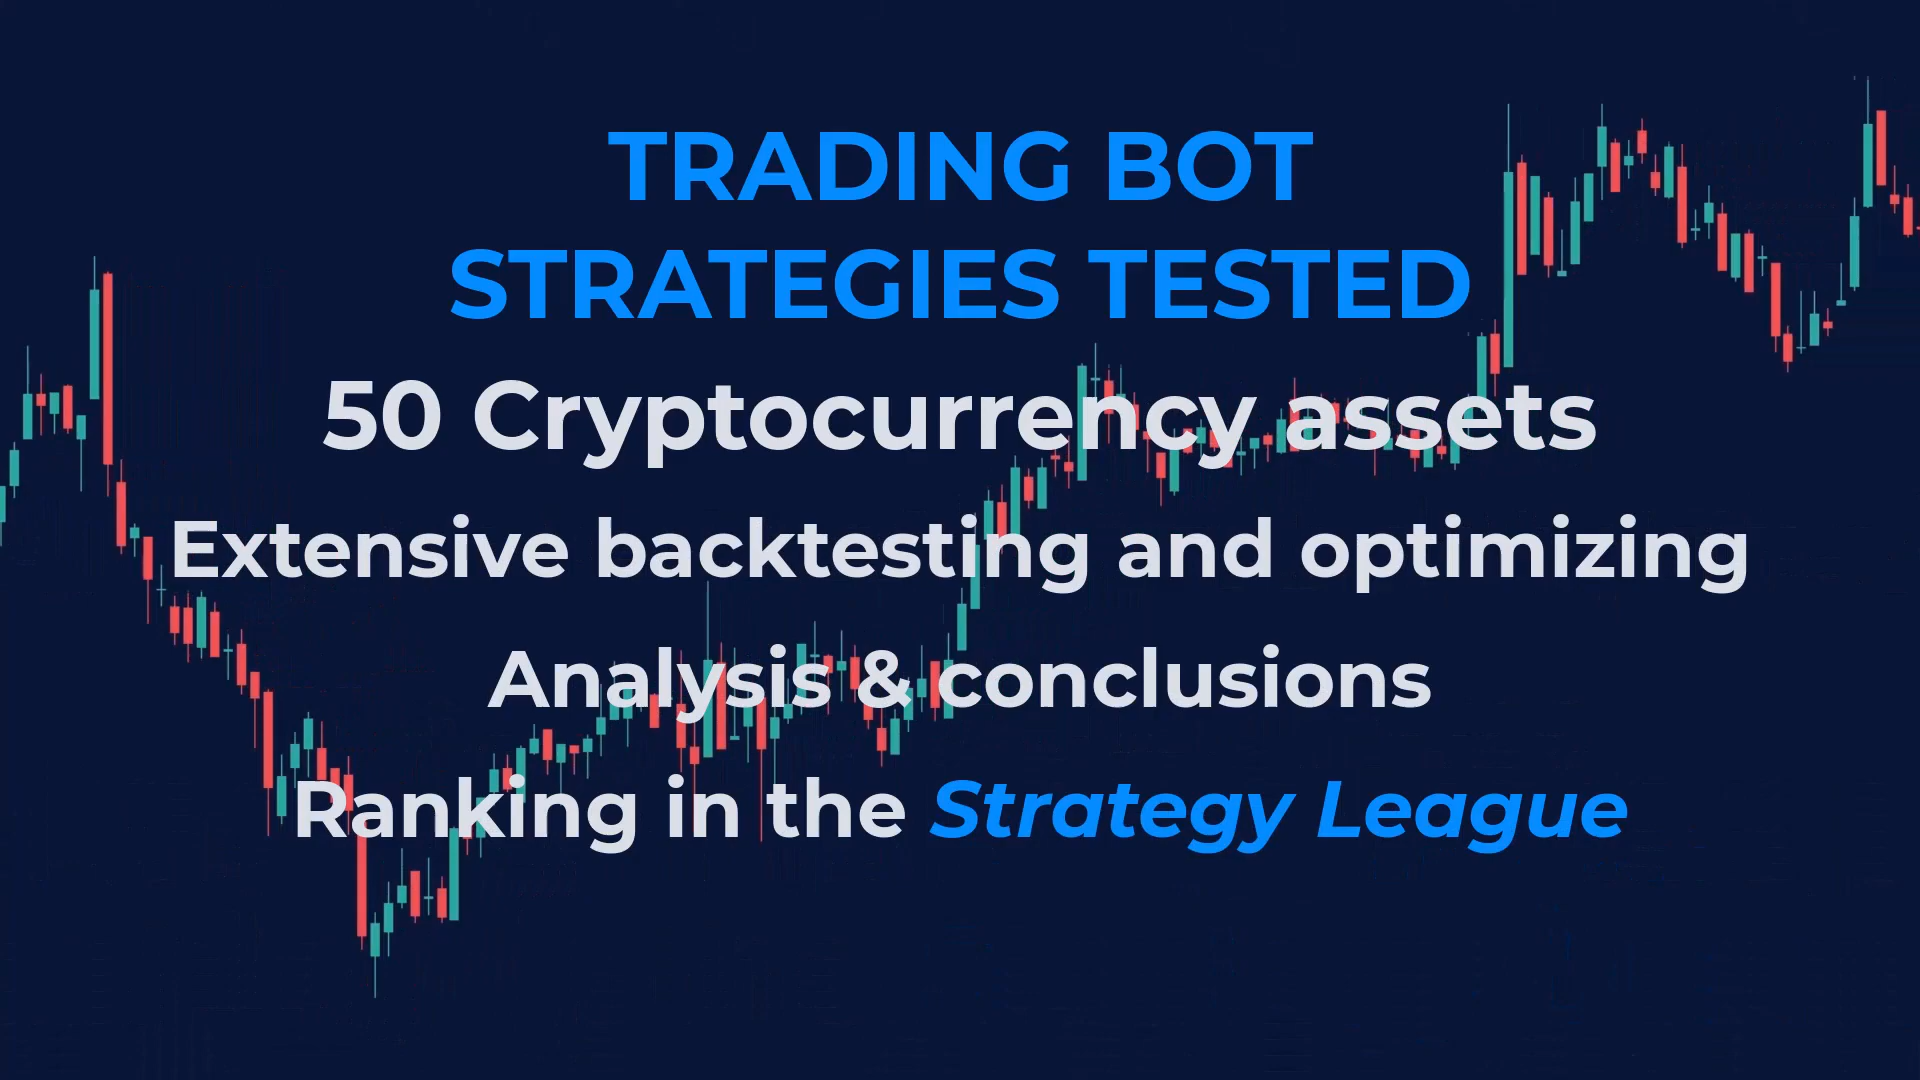 TRADING BOT
STRATEGIES TESTED
50 Cryptocurrency assets
Extensive backtesting and optimizing
Analysis & conclusions
Ranking in the Strategy League